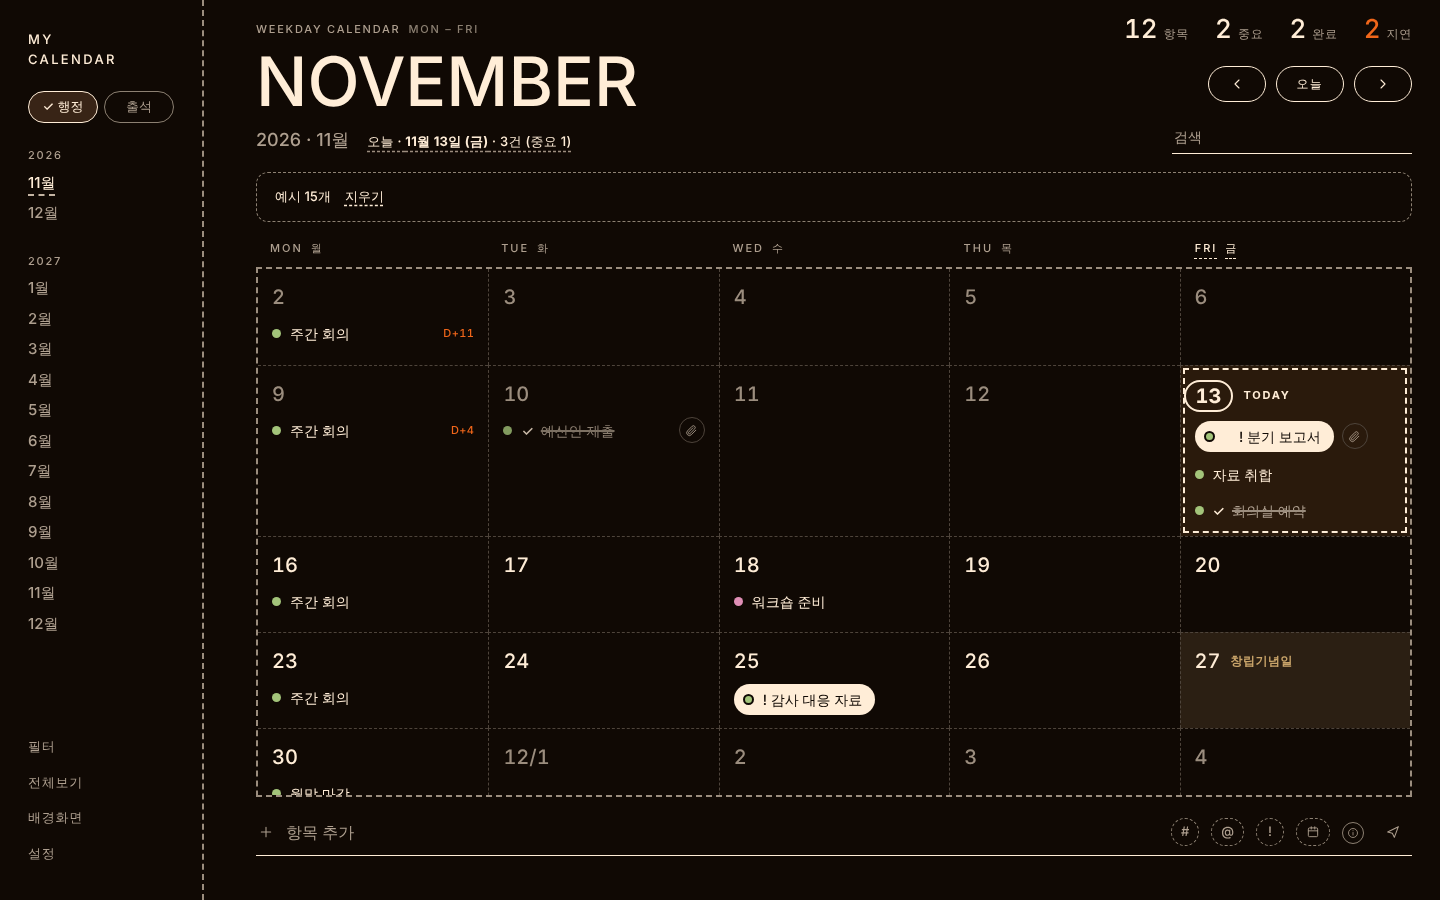 MY
CALENDAR
행정
출석
2026
11월
12월
2027
1월
2월
3월
4월
5월
6월
7월
8월
9월
10월
11월
12월
필터
전체보기
배경화면
설정
WEEKDAY CALENDAR MON – FRI
NOVEMBER
2026 · 11월 오늘 · 11월 13일 (금) · 3건 (중요 1)
12 항목 2 중요 2 완료 2 지연
오늘
검색
예시 15개 지우기
MON 월 TUE 화 WED 수 THU 목 FRI 금
2 3 4 5 6
주간 회의 D+11
9 10 11 12 13 TODAY
주간 회의 D+4 예산안 제출 ! 분기 보고서
자료 취합
회의실 예약
16 17 18 19 20
주간 회의 워크숍 준비
23 24 25 26 27 창립기념일
주간 회의 ! 감사 대응 자료
30 12/1 2 3 4
월말 마감
+ 항목 추가 # @ !